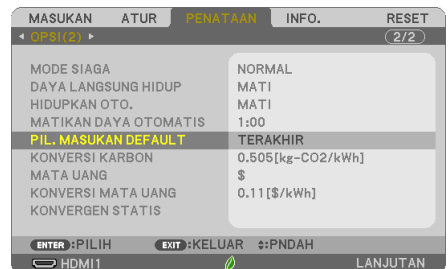 MASUKAN ATUR PENATAAN INFO. RESET
OPSI(2) 2/2
MODE SIAGA NORMAL
DAYA LANGSUNG HIDUP MATI
HIDUPKAN OTO. MATI
MATIKAN DAYA OTOMATIS 1:00
PIL. MASUKAN DEFAULT TERAKHIR
KONVERSI KARBON 0.505[kg-CO2/kWh]
MATA UANG $
KONVERSI MATA UANG 0.11[$/kWh]
KONVERGEN STATIS
ENTER :PILIH EXIT :KELUAR :PNDAH
HDMI1 LANJUTAN